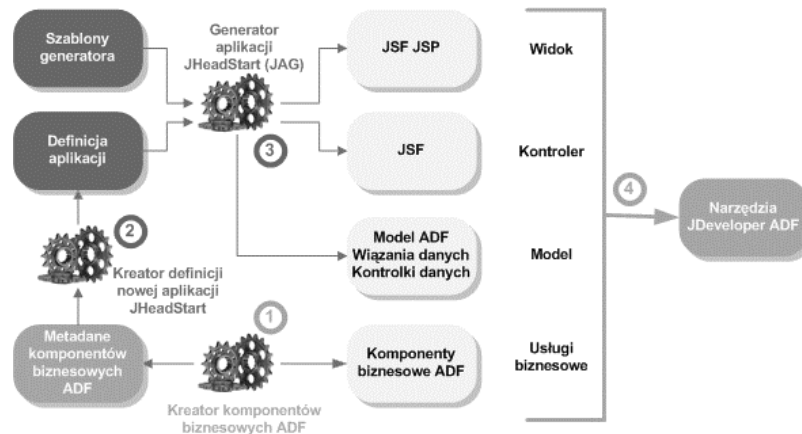 Szablony
generatora
Generator
aplikacji
JHeadStart (JAG)
JSF JSP
Widok
Definicja
aplikacji
3
JSF
Kontroler
4
Narzędzia
JDeveloper ADF
2
Kreator definicji
nowej aplikacji
JHeadStart
Model ADF
Wiązania danych
Kontrolki danych
Model
1
Metadane
komponentów
biznesowych
ADF
Komponenty
biznesowe ADF
Usługi
biznesowe
Kreator komponentów
biznesowych ADF